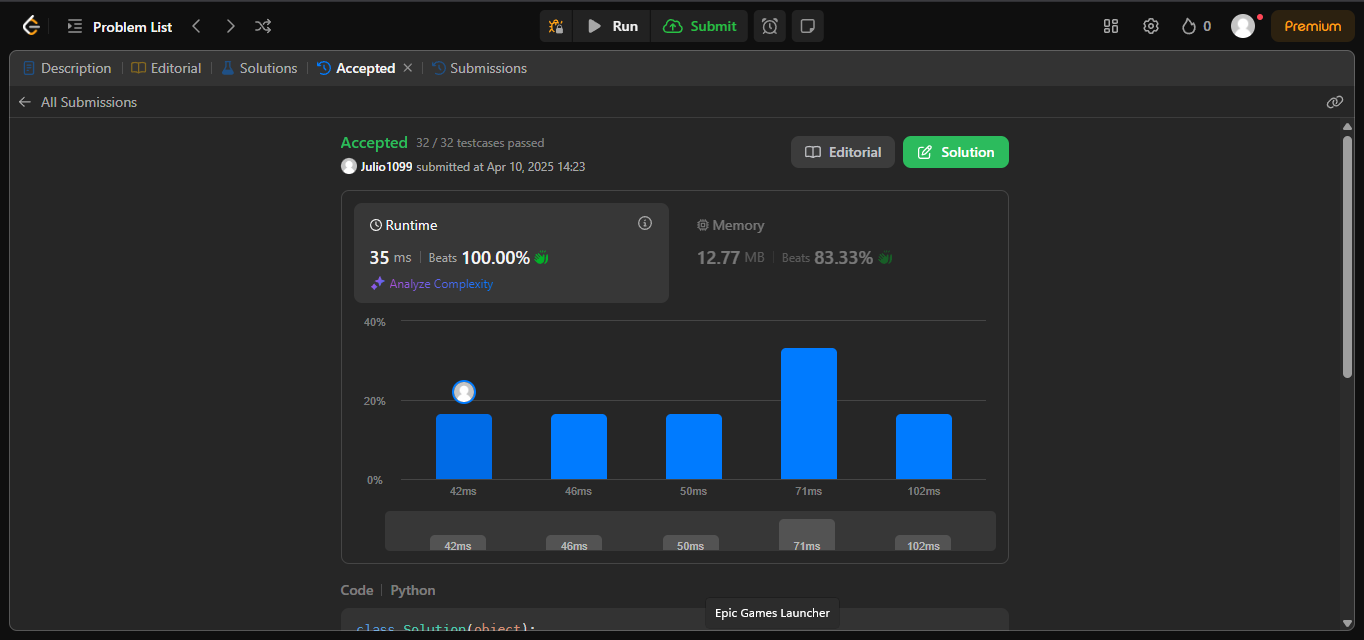 Problem List Run Submit 0 Premium
Description Editorial Solutions Accepted Submissions
All Submissions
Accepted 32 / 32 testcases passed
Julio1099 submitted at Apr 10, 2025 14:23
Editorial Solution
Runtime
35 ms Beats 100.00%
Analyze Complexity
Memory
12.77 MB Beats 83.33%
40%
20%
0%
42ms 46ms 50ms 71ms 102ms
42ms 46ms 50ms 71ms 102ms
Code Python
Epic Games Launcher
class Solution(object):